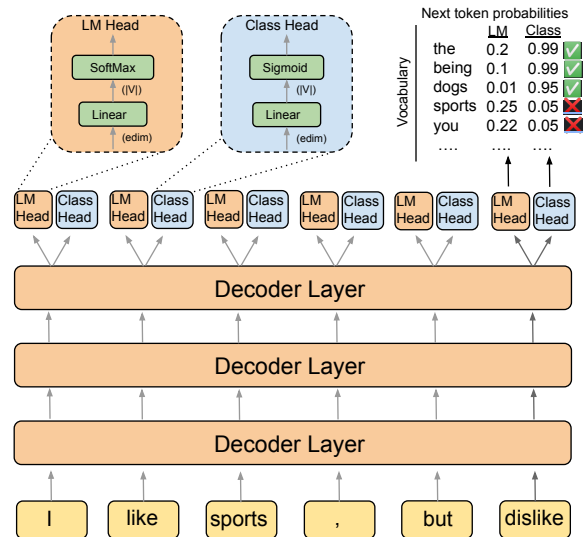 LM Head
SoftMax
(|V|)
Linear
(edim)
Class Head
Sigmoid
(|V|)
Linear
(edim)
Next token probabilities
LM Class
Vocabulary
the 0.2 0.99 ✅
being 0.1 0.99 ✅
dogs 0.01 0.95 ✅
sports 0.25 0.05 ❌
you 0.22 0.05 ❌
.... .... ....
LM Head Class Head LM Head Class Head LM Head Class Head LM Head Class Head LM Head Class Head LM Head Class Head
Decoder Layer
Decoder Layer
Decoder Layer
I like sports , but dislike